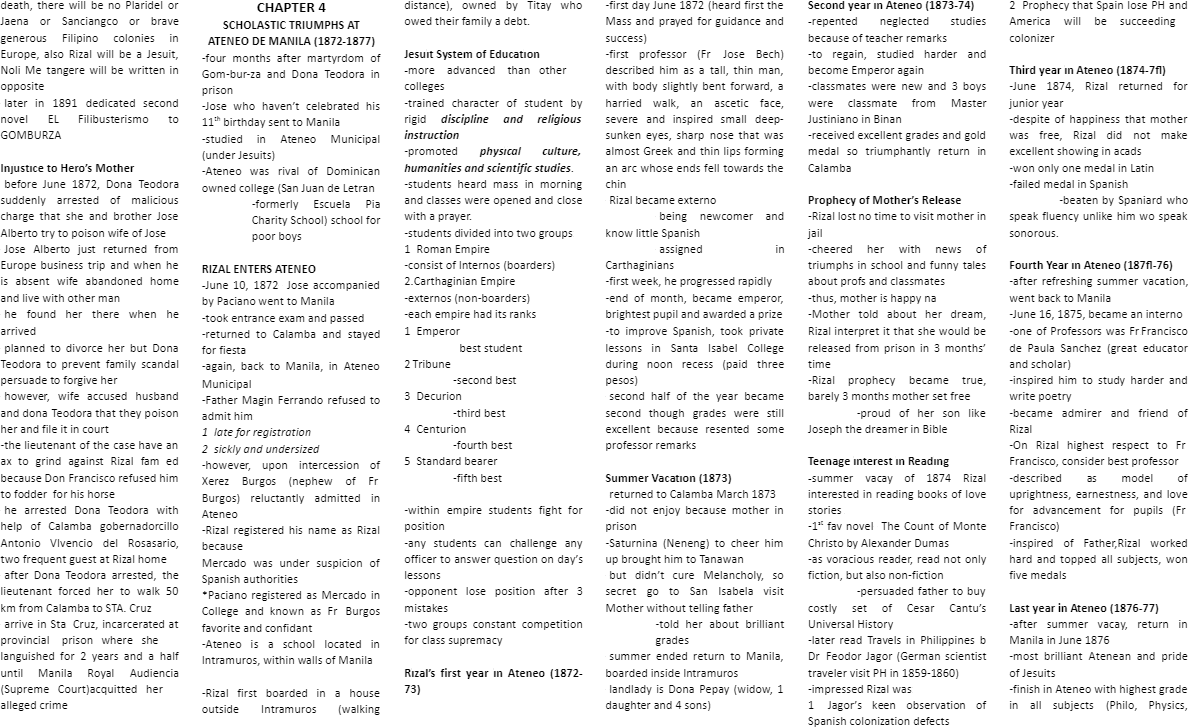 death, there will be no Plaridel or
Jaena or Sanciangco or brave
generous Filipino colonies in
Europe, also Rizal will be a Jesuit,
Noli Me tangere will be written in
opposite
later in 1891 dedicated second
novel EL Filibusterismo to
GOMBURZA
Injustice to Hero's Mother
before June 1872, Dona Teodora
suddenly arrested of malicious
charge that she and brother Jose
Alberto try to poison wife of Jose
Jose Alberto just returned from
Europe business trip and when he
is absent wife abandoned home
and live with other man
he found her there when he
arrived
planned to divorce her but Dona
Teodora to prevent family scandal
persuade to forgive her
however, wife accused husband
and dona Teodora that they poison
her and file it in court
-the lieutenant of the case have an
ax to grind against Rizal fam ed
because Don Francisco refused him
to fodder for his horse
he arrested Dona Teodora with
help of Calamba gobernadorcillo
Antonio VIvencio del Rosasario,
two frequent guest at Rizal home
after Dona Teodora arrested, the
lieutenant forced her to walk 50
km from Calamba to STA. Cruz
arrive in Sta Cruz, incarcerated at
provincial prison where she
languished for 2 years and a half
until Manila Royal Audiencia
(Supreme Court)acquitted her
alleged crime
CHAPTER 4
SCHOLASTIC TRIUMPHS AT
ATENEO DE MANILA (1872-1877)
-four months after martyrdom of
Gom-bur-za and Dona Teodora in
prison
-Jose who haven't celebrated his
11th birthday sent to Manila
-studied in Ateneo Municipal
(under Jesuits)
-Ateneo was rival of Dominican
owned college (San Juan de Letran
-formerly Escuela Pia
Charity School) school for
poor boys
RIZAL ENTERS ATENEO
-June 10, 1872 Jose accompanied
by Paciano went to Manila
-took entrance exam and passed
-returned to Calamba and stayed
for fiesta
-again, back to Manila, in Ateneo
Municipal
-Father Magin Ferrando refused to
admit him
1 late for registration
2 sickly and undersized
-however, upon intercession of
Xerez Burgos (nephew of Fr
Burgos) reluctantly admitted in
Ateneo
-Rizal registered his name as Rizal
because
Mercado was under suspicion of
Spanish authorities
*Paciano registered as Mercado in
College and known as Fr Burgos
favorite and confidant
-Ateneo is a school located in
Intramuros, within walls of Manila
-Rizal first boarded in a house
outside Intramuros (walking
distance), owned by Titay who
owed their family a debt.
Jesuit System of Education
-more advanced than other
colleges
-trained character of student by
rigid discipline and religious
instruction
-promoted physical culture,
humanities and scientific studies.
-students heard mass in morning
and classes were opened and close
with a prayer.
-students divided into two groups
1 Roman Empire
-consist of Internos (boarders)
2.Carthaginian Empire
-externos (non-boarders)
-each empire had its ranks
1 Emperor
best student
2 Tribune
-second best
3 Decurion
-third best
4 Centurion
-fourth best
5 Standard bearer
-fifth best
-within empire students fight for
position
-any students can challenge any
officer to answer question on day's
lessons
-opponent lose position after 3
mistakes
-two groups constant competition
for class supremacy
Rizal's first year in Ateneo (1872-
73)
-first day June 1872 (heard first the
Mass and prayed for guidance and
success)
-first professor (Fr Jose Bech)
described him as a tall, thin man,
with body slightly bent forward, a
harried walk, an ascetic face,
severe and inspired small deep-
sunken eyes, sharp nose that was
almost Greek and thin lips forming
an arc whose ends fell towards the
chin
Rizal became externo
being newcomer and
know little Spanish
assigned in
Carthaginians
-first week, he progressed rapidly
-end of month, became emperor,
brightest pupil and awarded a prize
-to improve Spanish, took private
lessons in Santa Isabel College
during noon recess (paid three
pesos)
second half of the year became
second though grades were still
excellent because resented some
professor remarks
Summer Vacation (1873)
returned to Calamba March 1873
-did not enjoy because mother in
prison
-Saturnina (Neneng) to cheer him
up brought him to Tanawan
but didn't cure Melancholy, so
secret go to San Isabela visit
Mother without telling father
-told her about brilliant
grades
summer ended return to Manila,
boarded inside Intramuros
landlady is Dona Pepay (widow, 1
daughter and 4 sons)
Second year in Ateneo (1873-74)
-repented neglected studies
because of teacher remarks
-to regain, studied harder and
become Emperor again
-classmates were new and 3 boys
were classmate from Master
Justiniano in Binan
-received excellent grades and gold
medal so triumphantly return in
Calamba
Prophecy of Mother's Release
-Rizal lost no time to visit mother in
jail
-cheered her with news of
triumphs in school and funny tales
about profs and classmates
-thus, mother is happy na
-Mother told about her dream,
Rizal interpret it that she would be
released from prison in 3 months'
time
-Rizal prophecy became true,
barely 3 months mother set free
-proud of her son like
Joseph the dreamer in Bible
Teenage interest in Reading
-summer vacay of 1874 Rizal
interested in reading books of love
stories
-1st fav novel The Count of Monte
Christo by Alexander Dumas
-as voracious reader, read not only
fiction, but also non-fiction
-persuaded father to buy
costly set of Cesar Cantu's
Universal History
-later read Travels in Philippines b
Dr Feodor Jagor (German scientist
traveler visit PH in 1859-1860)
-impressed Rizal was
1 Jagor's keen observation of
Spanish colonization defects
2 Prophecy that Spain lose PH and
America will be succeeding
colonizer
Third year in Ateneo (1874-7fl)
-June 1874, Rizal returned for
junior year
-despite of happiness that mother
was free, Rizal did not make
excellent showing in acads
-won only one medal in Latin
-failed medal in Spanish
-beaten by Spaniard who
speak fluency unlike him wo speak
sonorous.
Fourth Year in Ateneo (187fl-76)
-after refreshing summer vacation,
went back to Manila
-June 16, 1875, became an interno
-one of Professors was Fr Francisco
de Paula Sanchez (great educator
and scholar)
-inspired him to study harder and
write poetry
-became admirer and friend of
Rizal
-On Rizal highest respect to Fr
Francisco, consider best professor
-described as model of
uprightness, earnestness, and love
for advancement for pupils (Fr
Francisco)
-inspired of Father,Rizal worked
hard and topped all subjects, won
five medals
Last year in Ateneo (1876-77)
-after summer vacay, return in
Manila in June 1876
-most brilliant Atenean and pride
of Jesuits
-finish in Ateneo with highest grade
in all subjects (Philo, Physics,